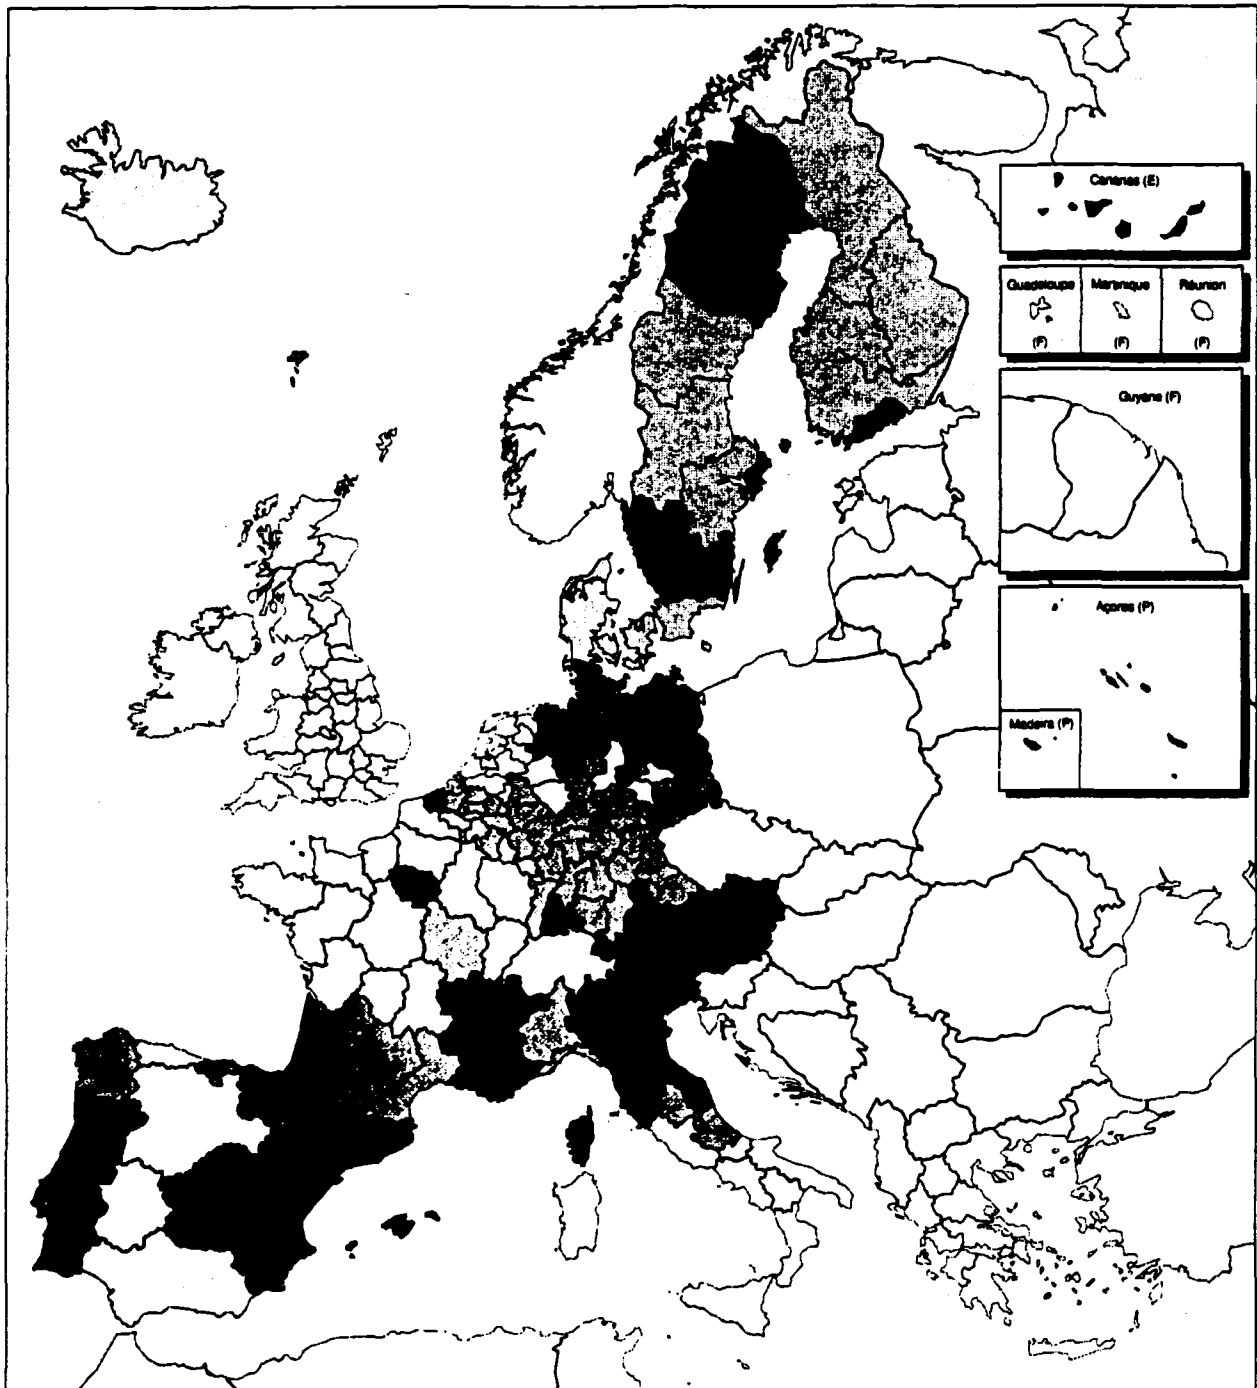 Canarias (E)
Guadeloupe Martinique Réunion
(F) (F) (F)
Guyane (F)
Açores (P)
Madeira (P)